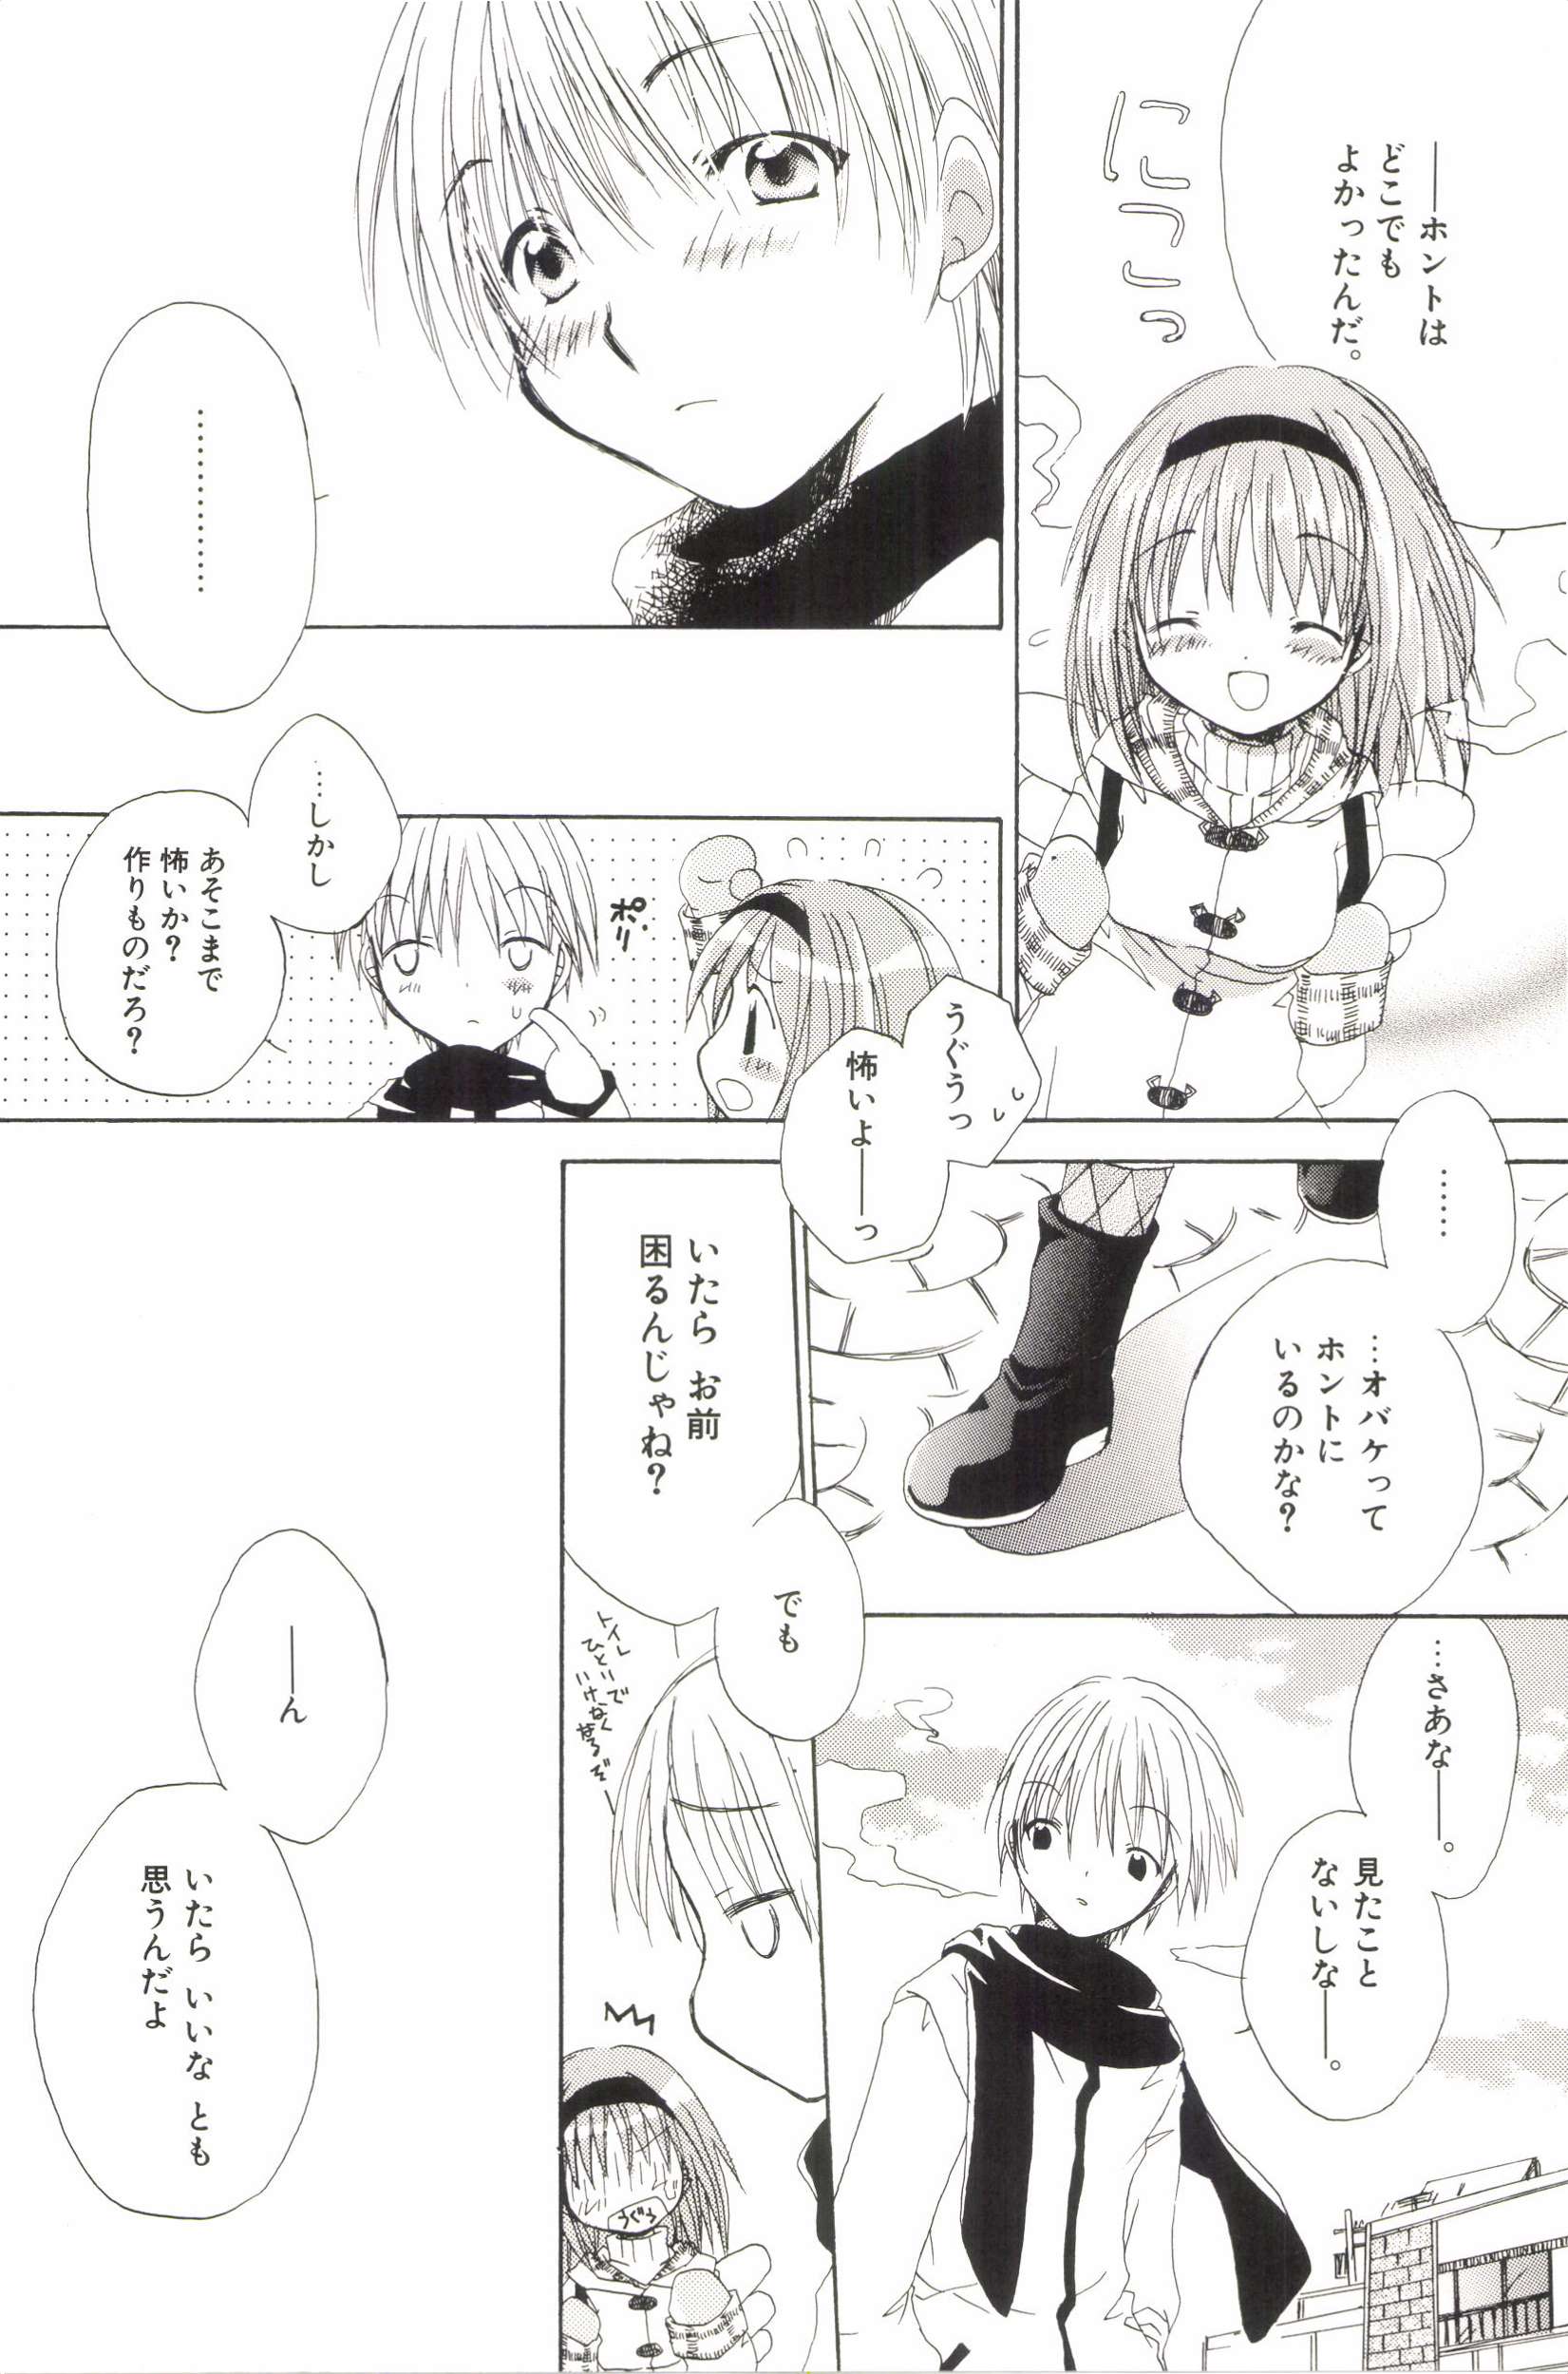 ――ホントは
どこでも
よかったんだ。
にこっ
…………
…しかし
あそこまで
怖いか?
作りものだろ?
ポリ
うぐうっ
怖いよ――っ
……
…オバケって
ホントに
いるのかな?
…さあな――。
見たこと
ないしな――。
でも
いたら お前
困るんじゃね?
トイレ
ひとりで
いけなく
なるぞー
うぐぅ
――ん
いたら いいな とも
思うんだよ